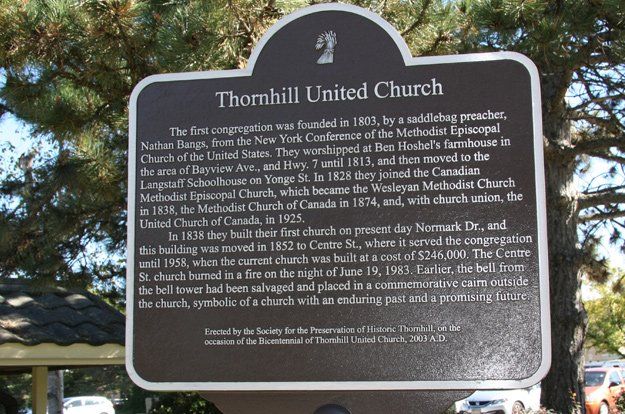 Thornhill United Church
The first congregation was founded in 1803, by a saddlebag preacher,
Nathan Bangs, from the New York Conference of the Methodist Episcopal
Church of the United States. They worshipped at Ben Hoshel's farmhouse in
the area of Bayview Ave., and Hwy. 7 until 1813, and then moved to the
Langstaff Schoolhouse on Yonge St. In 1828 they joined the Canadian
Methodist Episcopal Church, which became the Wesleyan Methodist Church
in 1838, the Methodist Church of Canada in 1874, and, with church union, the
United Church of Canada, in 1925.
In 1838 they built their first church on present day Normark Dr., and
this building was moved in 1852 to Centre St., where it served the congregation
until 1958, when the current church was built at a cost of $246,000. The Centre
St. church burned in a fire on the night of June 19, 1983. Earlier, the bell from
the bell tower had been salvaged and placed in a commemorative cairn outside
the church, symbolic of a church with an enduring past and a promising future.
Erected by the Society for the Preservation of Historic Thornhill, on the
occasion of the Bicentennial of Thornhill United Church, 2003 A.D.